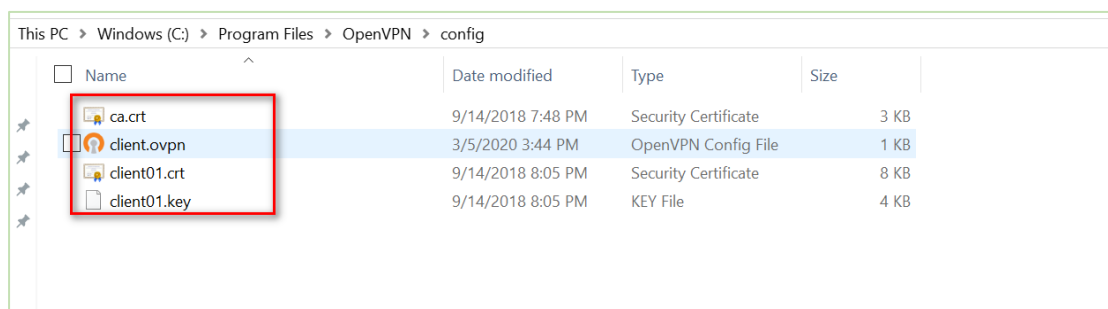 This PC > Windows (C:) > Program Files > OpenVPN > config
Name Date modified Type Size
ca.crt 9/14/2018 7:48 PM Security Certificate 3 KB
client.ovpn 3/5/2020 3:44 PM OpenVPN Config File 1 KB
client01.crt 9/14/2018 8:05 PM Security Certificate 8 KB
client01.key 9/14/2018 8:05 PM KEY File 4 KB